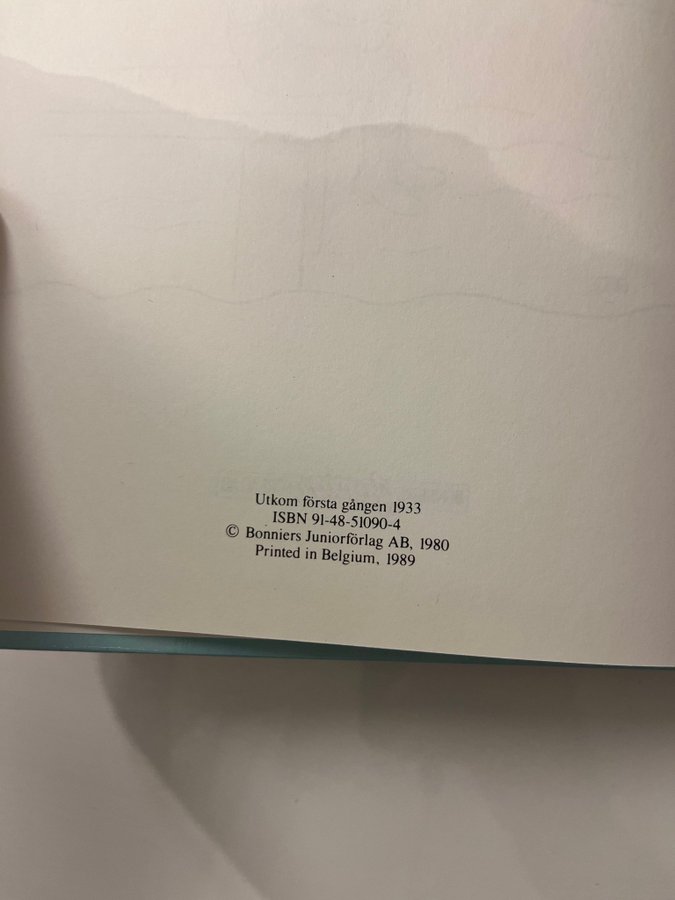 Utkom första gången 1933
ISBN 91-48-51090-4
© Bonniers Juniorförlag AB, 1980
Printed in Belgium, 1989